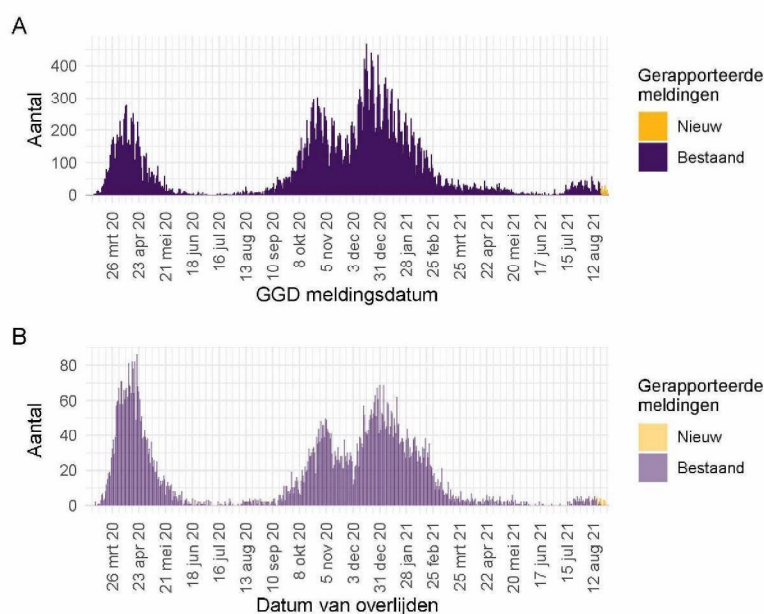 A
Aantal
400
300
200
100
0
26 mrt 20
23 apr 20
21 mei 20
18 jun 20
16 jul 20
13 aug 20
10 sep 20
8 okt 20
5 nov 20
3 dec 20
31 dec 20
28 jan 21
25 feb 21
25 mrt 21
22 apr 21
20 mei 21
17 jun 21
15 jul 21
12 aug 21
GGD meldingsdatum
Gerapporteerde
meldingen
Nieuw
Bestaand
B
Aantal
80
60
40
20
0
26 mrt 20
23 apr 20
21 mei 20
18 jun 20
16 jul 20
13 aug 20
10 sep 20
8 okt 20
5 nov 20
3 dec 20
31 dec 20
28 jan 21
25 feb 21
25 mrt 21
22 apr 21
20 mei 21
17 jun 21
15 jul 21
12 aug 21
Datum van overlijden
Gerapporteerde
meldingen
Nieuw
Bestaand